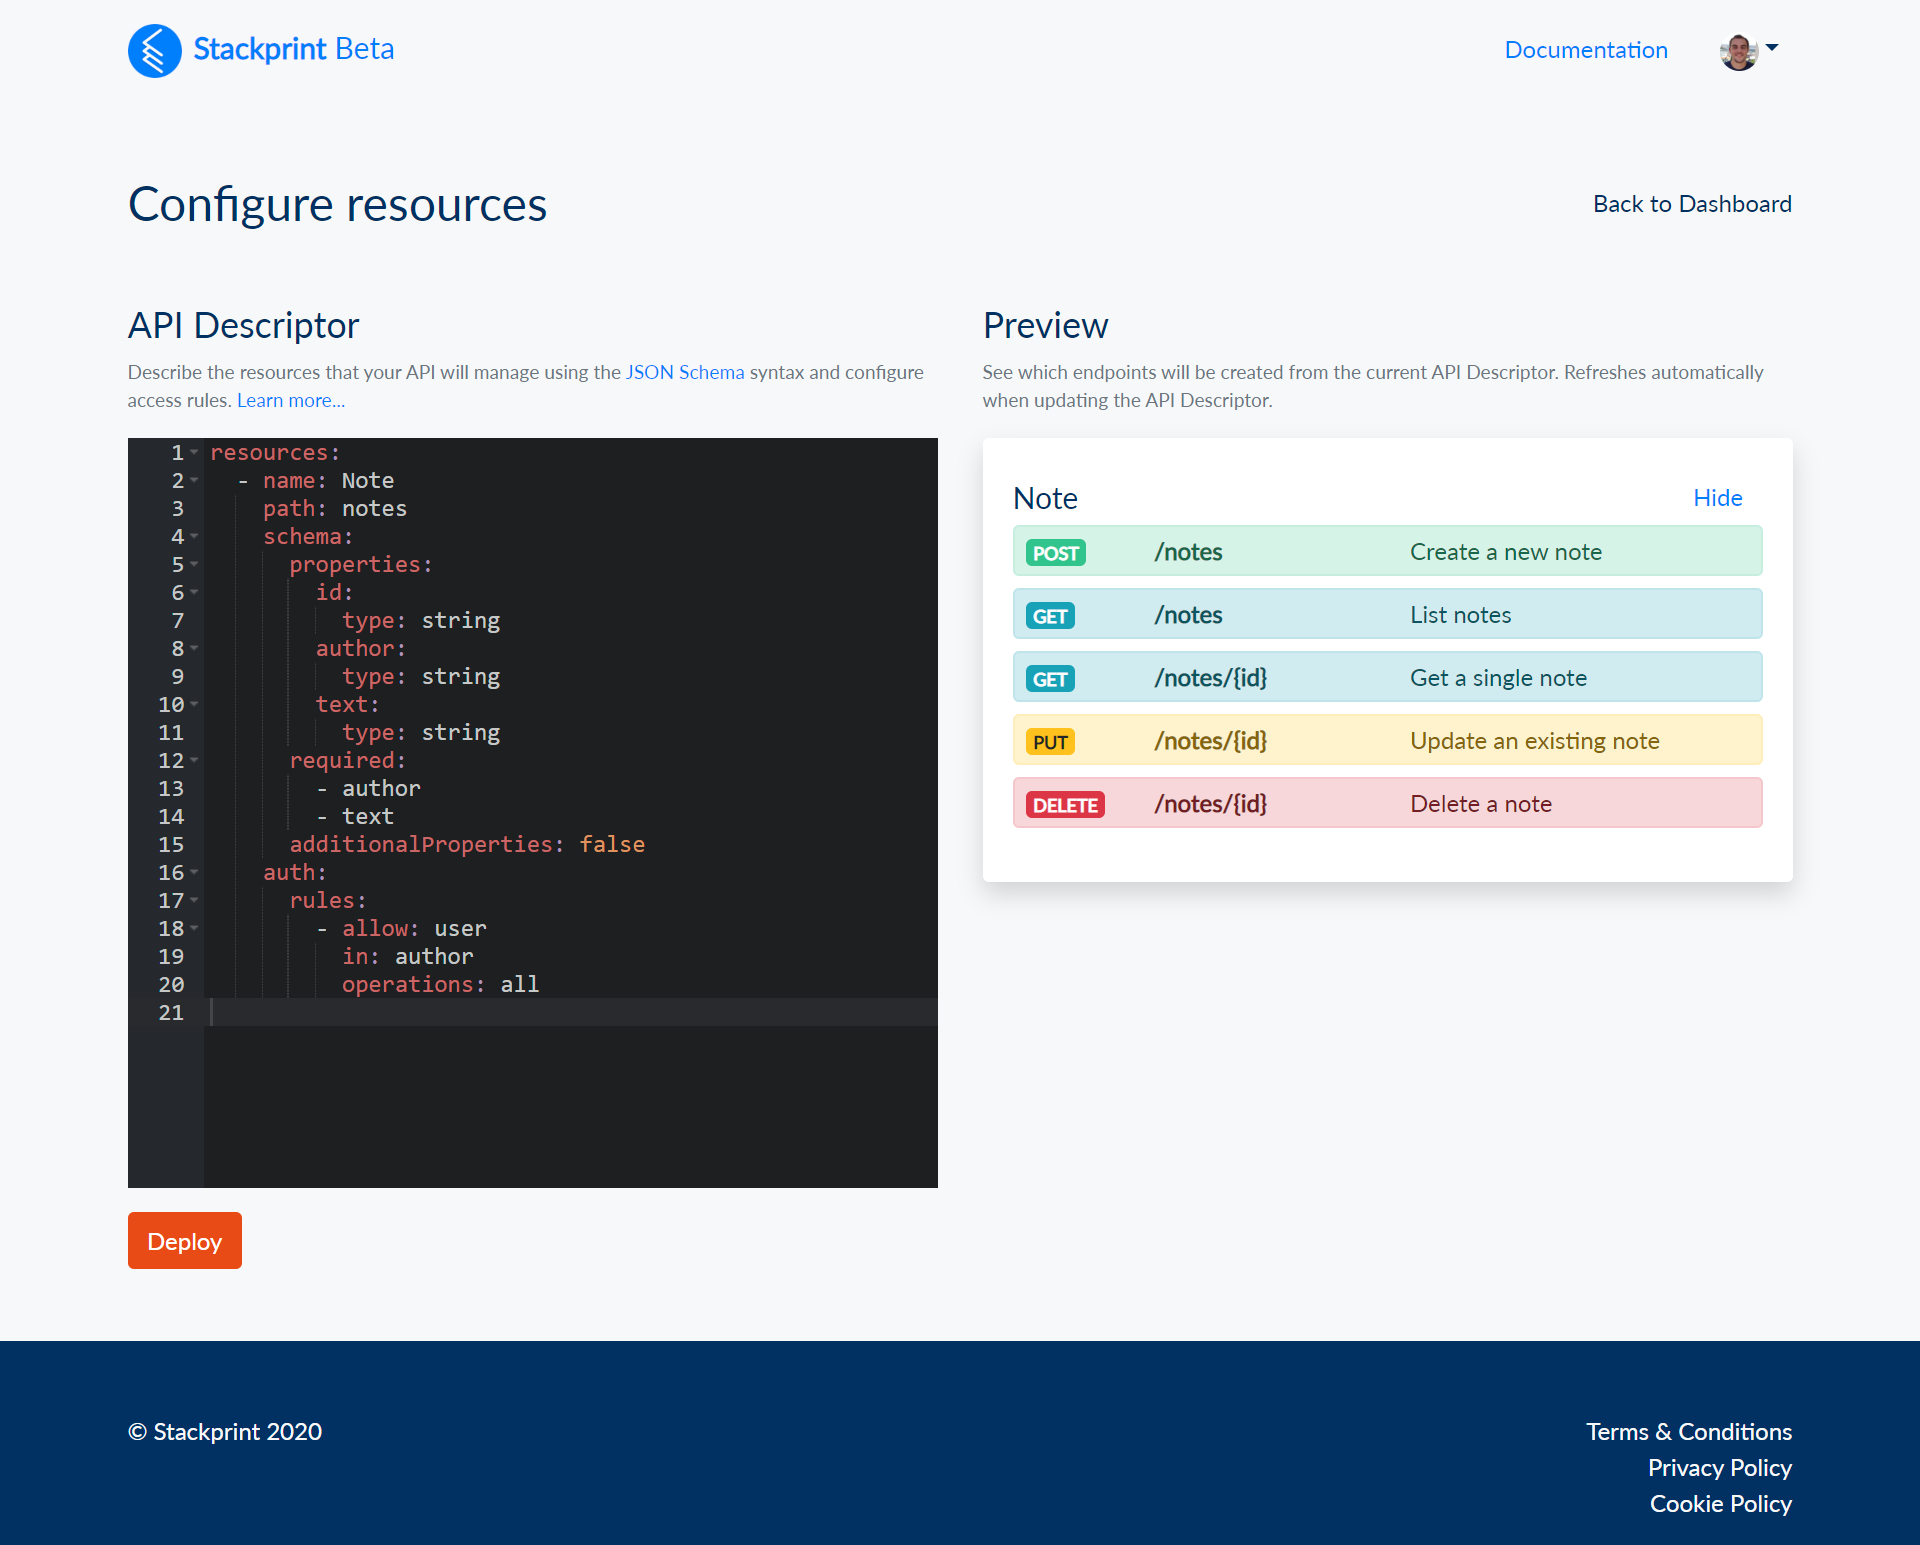 Stackprint Beta
Documentation
Configure resources
Back to Dashboard
API Descriptor
Describe the resources that your API will manage using the JSON Schema syntax and configure
access rules. Learn more...
1 resources:
2   - name: Note
3     path: notes
4     schema:
5       properties:
6         id:
7           type: string
8         author:
9           type: string
10         text:
11           type: string
12       required:
13         - author
14         - text
15       additionalProperties: false
16     auth:
17       rules:
18         - allow: user
19           in: author
20           operations: all
21
Deploy
Preview
See which endpoints will be created from the current API Descriptor. Refreshes automatically
when updating the API Descriptor.
Note Hide
POST /notes Create a new note
GET /notes List notes
GET /notes/{id} Get a single note
PUT /notes/{id} Update an existing note
DELETE /notes/{id} Delete a note
© Stackprint 2020
Terms & Conditions
Privacy Policy
Cookie Policy